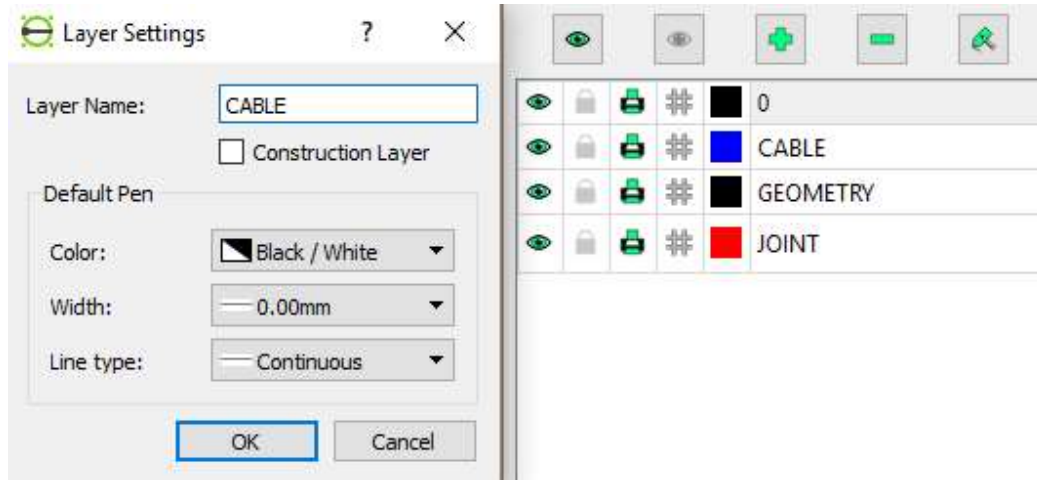 Layer Settings ? ×
Layer Name: CABLE
Construction Layer
Default Pen
Color: Black / White
Width: 0.00mm
Line type: Continuous
OK Cancel
0
CABLE
GEOMETRY
JOINT